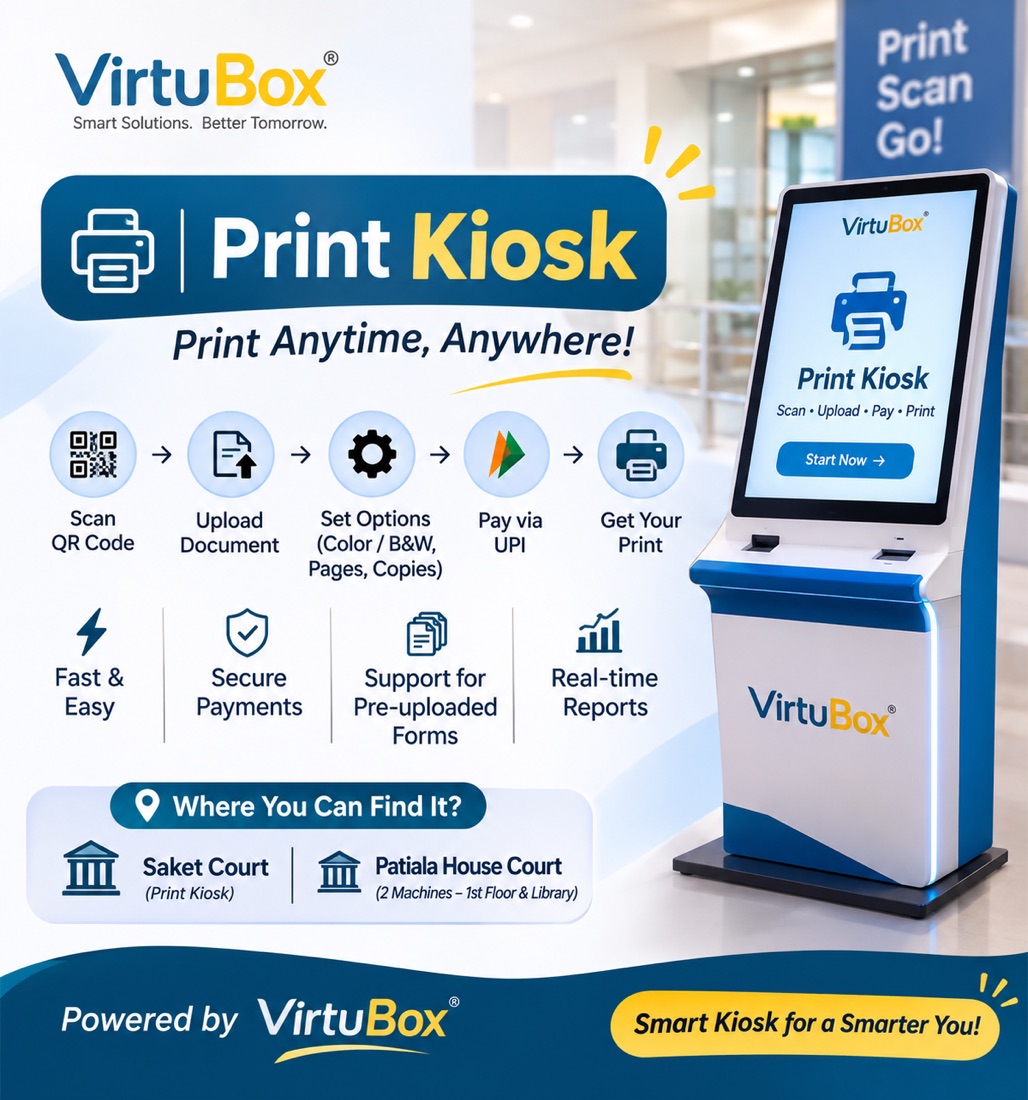 VirtuBox®
Smart Solutions. Better Tomorrow.
Print
Scan
Go!
Print Kiosk
Print Anytime, Anywhere!
VirtuBox®
Print Kiosk
Scan • Upload • Pay • Print
Start Now →
Scan
QR Code
Upload
Document
Set Options
(Color / B&W,
Pages, Copies)
Pay via
UPI
Get Your
Print
Fast &
Easy
Secure
Payments
Support for
Pre-uploaded
Forms
Real-time
Reports
VirtuBox®
Where You Can Find It?
Saket Court
(Print Kiosk)
Patiala House Court
(2 Machines – 1st Floor & Library)
Powered by VirtuBox®
Smart Kiosk for a Smarter You!